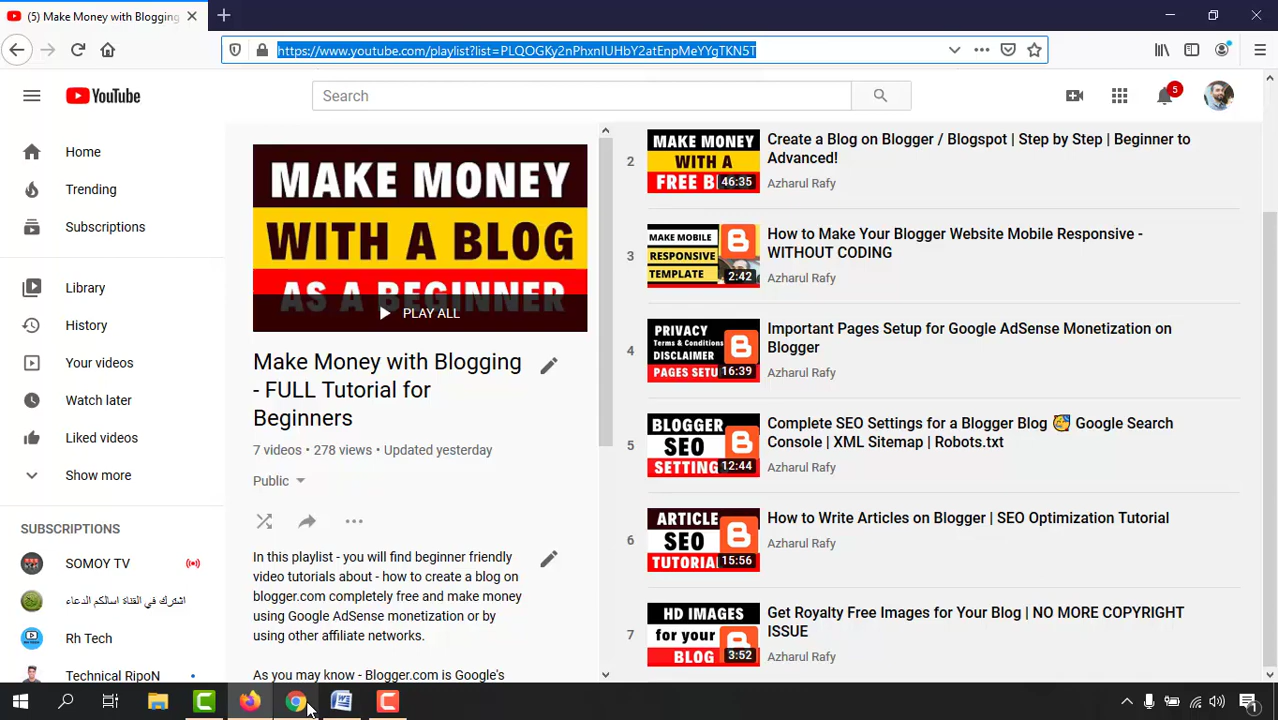 (5) Make Money with Blogging
https://www.youtube.com/playlist?list=PLQOGKy2nPhxnIUHbY2atEnpMeYYgTKN5T
YouTube
Search
5
Home
Trending
Subscriptions
Library
History
Your videos
Watch later
Liked videos
Show more
SUBSCRIPTIONS
SOMOY TV
اشترك في القناة اسالكم الدعاء
Rh Tech
Technical RipoN
MAKE MONEY
WITH A BLOG
AS A BEGINNER
PLAY ALL
Make Money with Blogging
- FULL Tutorial for
Beginners
7 videos • 278 views • Updated yesterday
Public
In this playlist - you will find beginner friendly
video tutorials about - how to create a blog on
blogger.com completely free and make money
using Google AdSense monetization or by
using other affiliate networks.
As you may know - Blogger.com is Google's
2
MAKE MONEY
WITH A
FREE B
46:35
Create a Blog on Blogger / Blogspot | Step by Step | Beginner to
Advanced!
Azharul Rafy
3
MAKE MOBILE
RESPONSIVE
TEMPLATE
2:42
How to Make Your Blogger Website Mobile Responsive -
WITHOUT CODING
Azharul Rafy
4
PRIVACY
Terms & Conditions
DISCLAIMER
PAGES SETU
16:39
Important Pages Setup for Google AdSense Monetization on
Blogger
Azharul Rafy
5
BLOGGER
SEO
SETTING
12:44
Complete SEO Settings for a Blogger Blog 🥳 Google Search
Console | XML Sitemap | Robots.txt
Azharul Rafy
6
ARTICLE
SEO
TUTORIA
15:56
How to Write Articles on Blogger | SEO Optimization Tutorial
Azharul Rafy
7
HD IMAGES
for your
BLOG
3:52
Get Royalty Free Images for Your Blog | NO MORE COPYRIGHT
ISSUE
Azharul Rafy
1